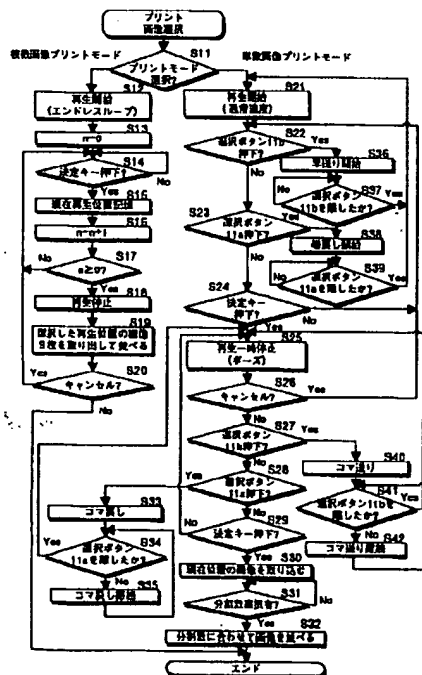 プリント
画像選択
S11
複数画像プリントモード
プリントモード
選択?
単数画像プリントモード
S12
再生開始
(エンドレスループ)
S21
再生開始
(通常速度)
S13
n←0
S22
選択ボタン11b
押下?
Yes
S36
早送り開始
S14
決定キー押下?
No
Yes
No
S37
選択ボタン
11bを離したか?
No
Yes
S15
現在再生位置記憶
S23
選択ボタン
11a押下?
Yes
S38
巻戻し開始
S16
n←n+1
No
S39
選択ボタン
11aを離したか?
No
S17
n≥9?
No
Yes
S24
決定キー
押下?
No
Yes
S18
再生停止
S25
再生一時停止
(ポーズ)
S19
選択した再生位置の画像
9枚を取り出して並べる
S20
キャンセル?
Yes
No
S26
キャンセル?
Yes
No
S27
選択ボタン
11b押下?
Yes
No
S40
コマ送り
S28
選択ボタン
11a押下?
Yes
No
S41
選択ボタン11bを
離したか?
Yes
No
S33
コマ戻し
S29
決定キー押下?
No
Yes
S42
コマ送り継続
S34
選択ボタン
11aを離したか?
Yes
No
S30
現在位置の画像を取り込む
S35
コマ戻し継続
S31
No
Yes
S32
分割数に合わせて画像を並べる
エンド